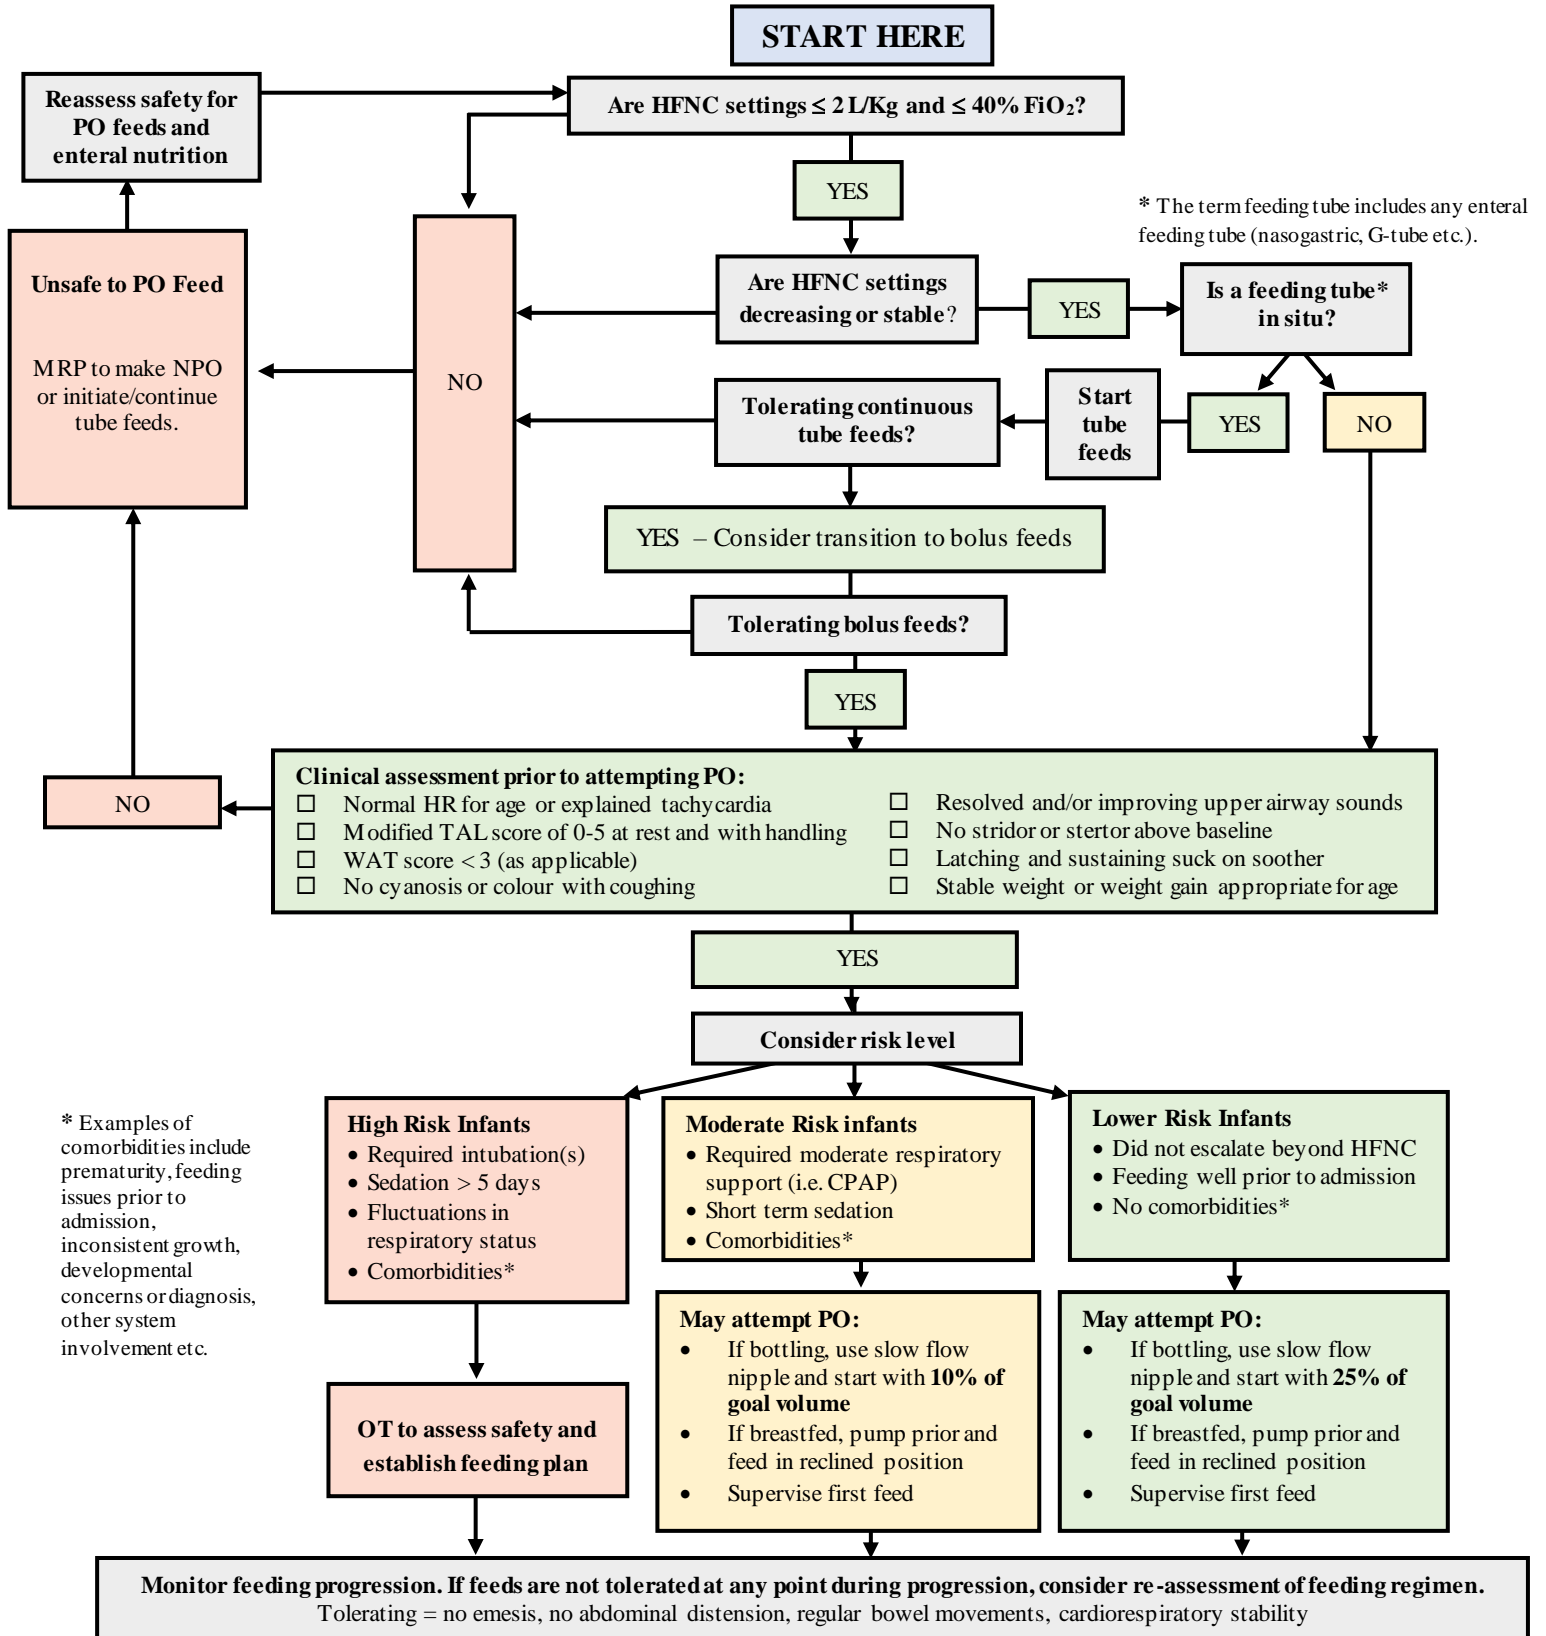 START HERE
Reassess safety for
PO feeds and
enteral nutrition
Are HFNC settings ≤ 2 L/Kg and ≤ 40% FiO₂?
YES
* The term feeding tube includes any enteral
feeding tube (nasogastric, G-tube etc.).
Unsafe to PO Feed
MRP to make NPO
or initiate/continue
tube feeds.
NO
Are HFNC settings
decreasing or stable?
YES
Is a feeding tube*
in situ?
Tolerating continuous
tube feeds?
Start
tube
feeds
YES
NO
YES – Consider transition to bolus feeds
Tolerating bolus feeds?
YES
NO
Clinical assessment prior to attempting PO:
☐ Normal HR for age or explained tachycardia
☐ Modified TAL score of 0-5 at rest and with handling
☐ WAT score < 3 (as applicable)
☐ No cyanosis or colour with coughing
☐ Resolved and/or improving upper airway sounds
☐ No stridor or stertor above baseline
☐ Latching and sustaining suck on soother
☐ Stable weight or weight gain appropriate for age
YES
Consider risk level
* Examples of
comorbidities include
prematurity, feeding
issues prior to
admission,
inconsistent growth,
developmental
concerns or diagnosis,
other system
involvement etc.
High Risk Infants
• Required intubation(s)
• Sedation > 5 days
• Fluctuations in
respiratory status
• Comorbidities*
Moderate Risk infants
• Required moderate respiratory
support (i.e. CPAP)
• Short term sedation
• Comorbidities*
Lower Risk Infants
• Did not escalate beyond HFNC
• Feeding well prior to admission
• No comorbidities*
OT to assess safety and
establish feeding plan
May attempt PO:
• If bottling, use slow flow
nipple and start with 10% of
goal volume
• If breastfed, pump prior and
feed in reclined position
• Supervise first feed
May attempt PO:
• If bottling, use slow flow
nipple and start with 25% of
goal volume
• If breastfed, pump prior and
feed in reclined position
• Supervise first feed
Monitor feeding progression. If feeds are not tolerated at any point during progression, consider re-assessment of feeding regimen.
Tolerating = no emesis, no abdominal distension, regular bowel movements, cardiorespiratory stability